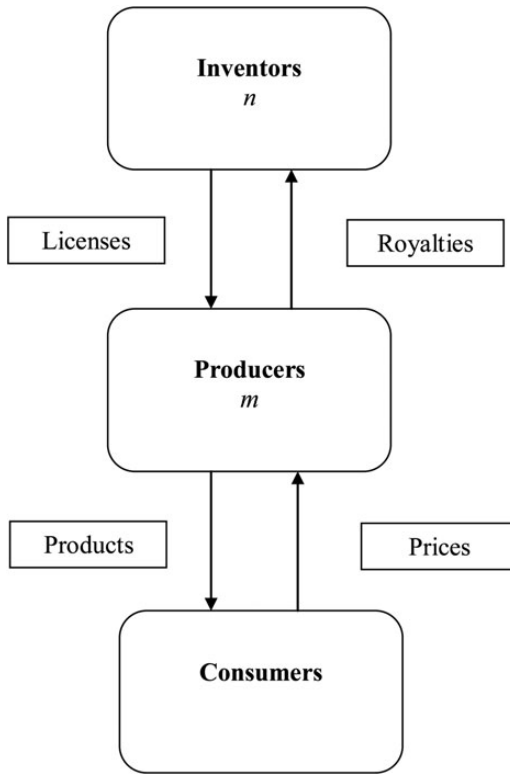 Inventors
n
Licenses
Royalties
Producers
m
Products
Prices
Consumers